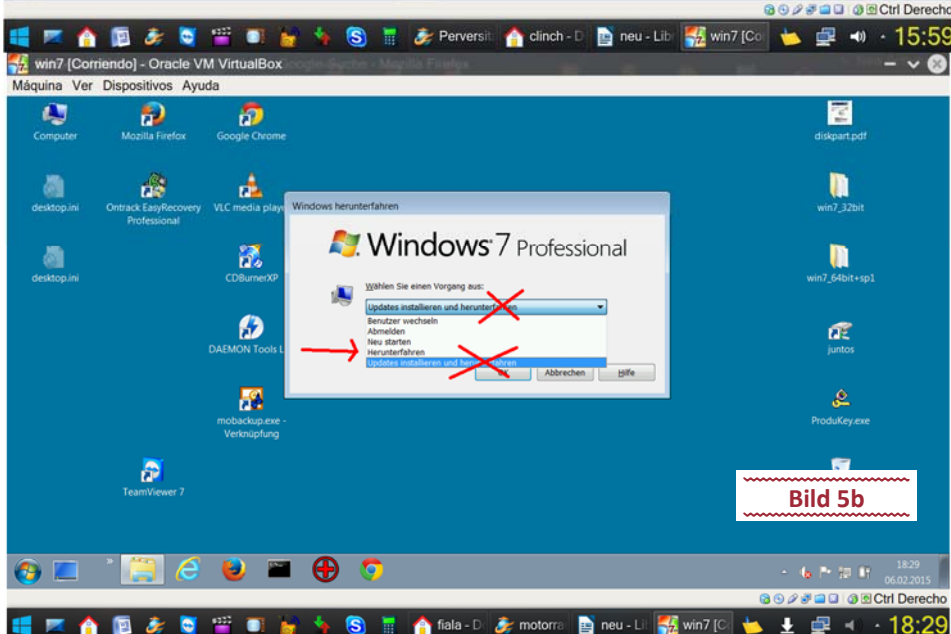 Ctrl Derecho
Perversit
clinch - D
neu - Lib
win7 [Co
15:59
win7 [Corriendo] - Oracle VM VirtualBox
Máquina Ver Dispositivos Ayuda
Computer
Mozilla Firefox
Google Chrome
diskpart.pdf
desktop.ini
Ontrack EasyRecovery
Professional
VLC media play
win7_32bit
Windows herunterfahren
Windows 7 Professional
desktop.ini
CDBurnerXP
win7_64bit+sp1
Wählen Sie einen Vorgang aus:
Updates installieren und herunterfahren
Benutzer wechseln
Abmelden
Neu starten
Herunterfahren
Updates installieren und herunterfahren
OK
Abbrechen
Hilfe
DAEMON Tools L
juntos
mobackup.exe -
Verknüpfung
ProduKey.exe
TeamViewer 7
Bild 5b
18:29
06.02.2015
Ctrl Derecho
fiala - D
motorra
neu - Li
win7 [C
18:29